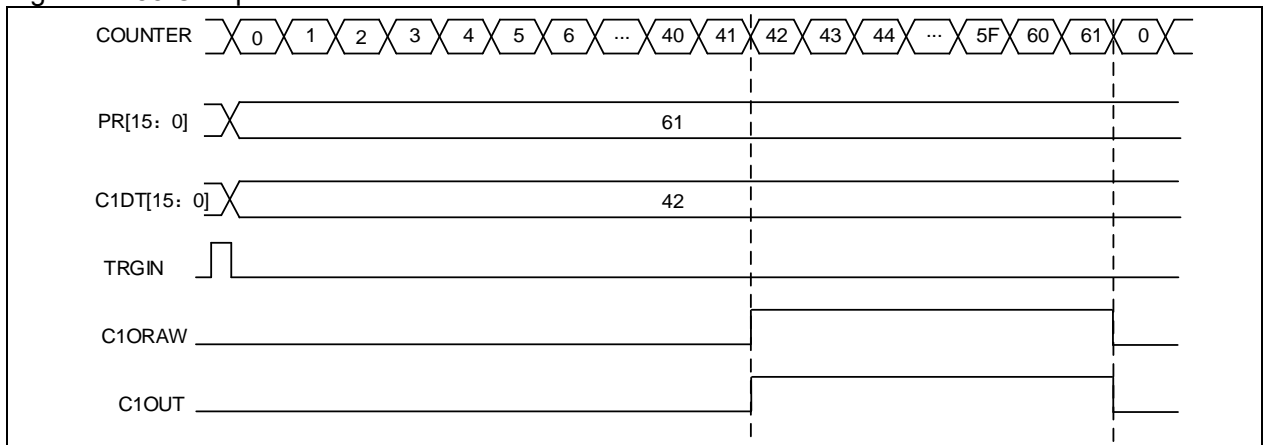 COUNTER 0 1 2 3 4 5 6 ... 40 41 42 43 44 ... 5F 60 61 0
PR[15：0] 61
C1DT[15：0] 42
TRGIN
C1ORAW
C1OUT